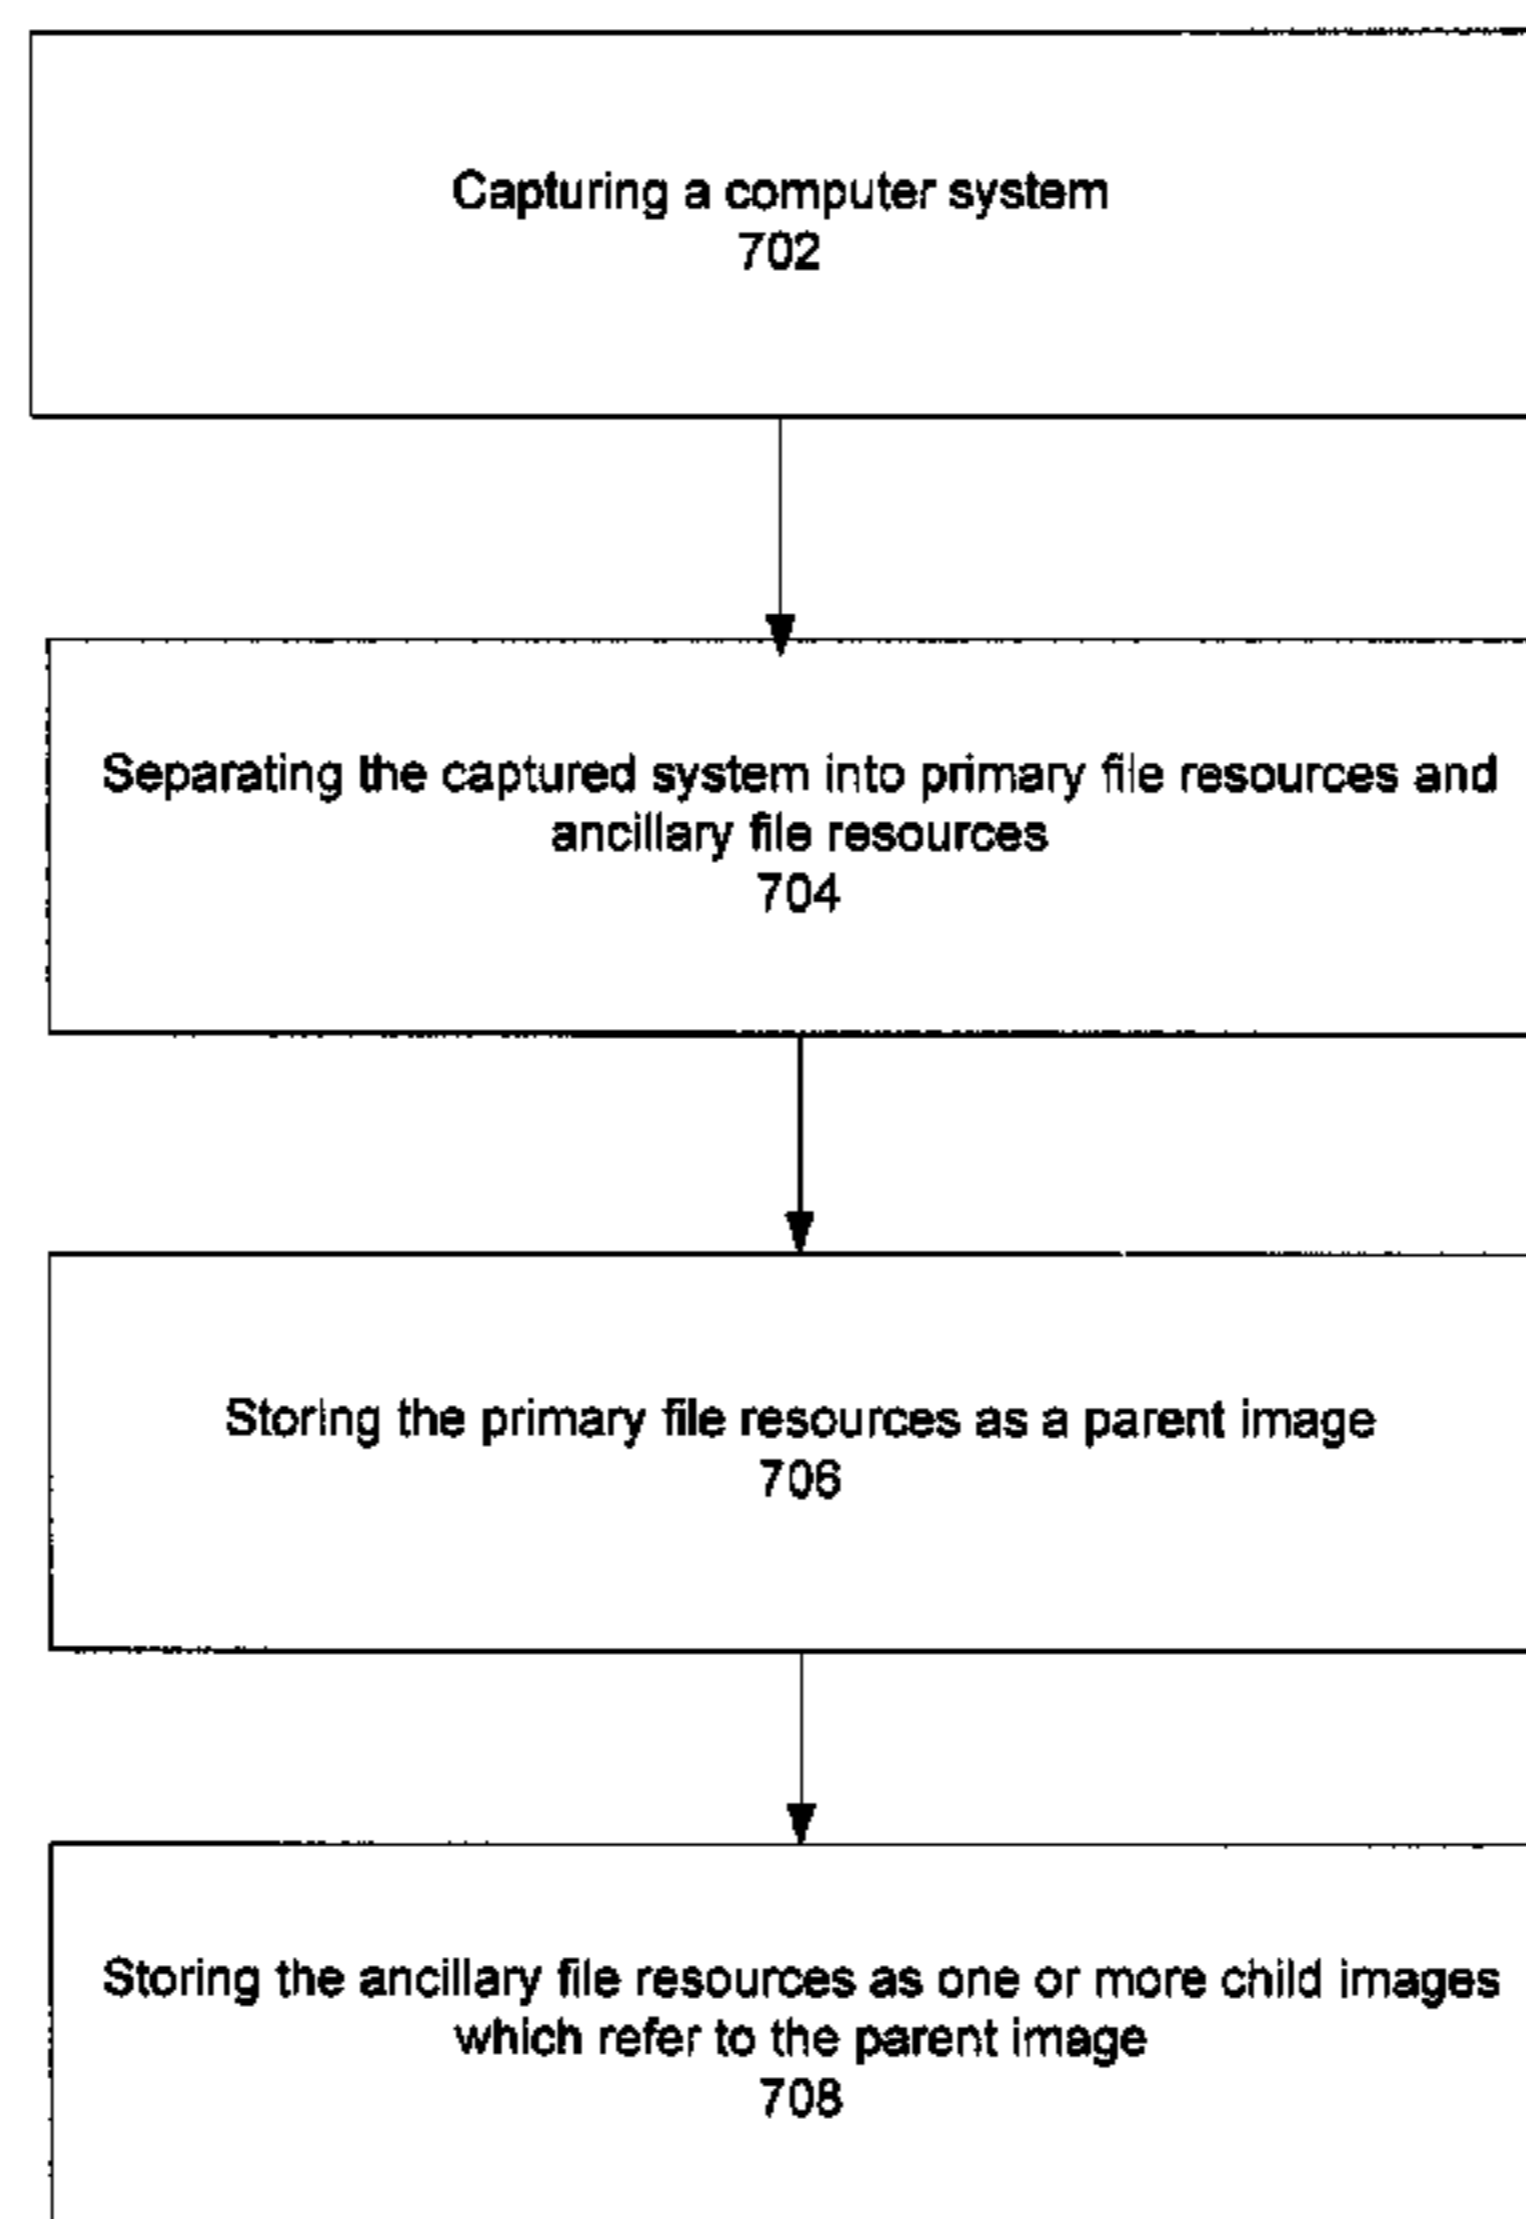 Capturing a computer system
702
Separating the captured system into primary file resources and
ancillary file resources
704
Storing the primary file resources as a parent image
706
Storing the ancillary file resources as one or more child images
which refer to the parent image
708